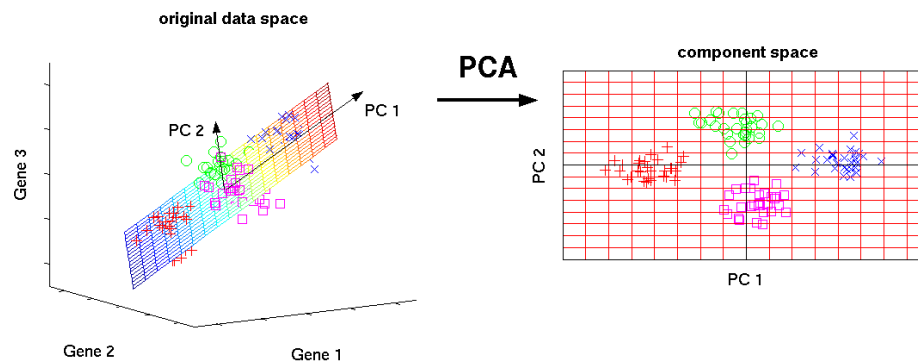 original data space
PC 1
PC 2
Gene 3
Gene 2
Gene 1
PCA
component space
PC 2
PC 1